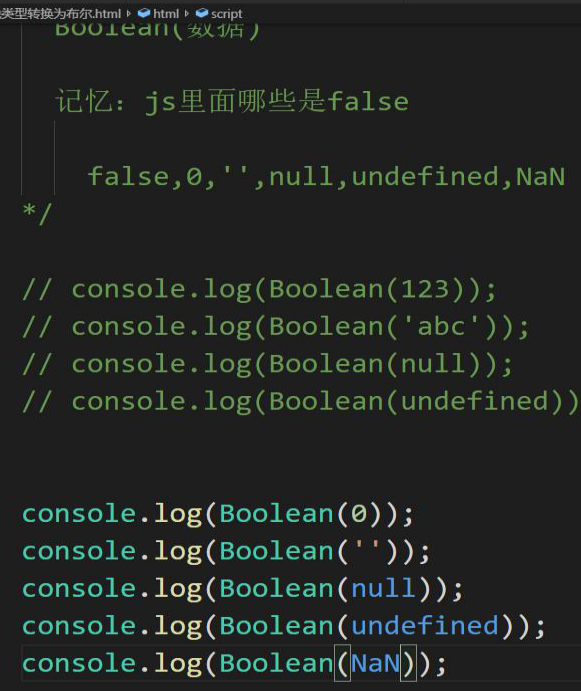 类型转换为布尔.html › html › script
Boolean(数据)
记忆：js里面哪些是false
false,0,'',null,undefined,NaN
*/
// console.log(Boolean(123));
// console.log(Boolean('abc'));
// console.log(Boolean(null));
// console.log(Boolean(undefined))
console.log(Boolean(0));
console.log(Boolean(''));
console.log(Boolean(null));
console.log(Boolean(undefined));
console.log(Boolean(NaN));